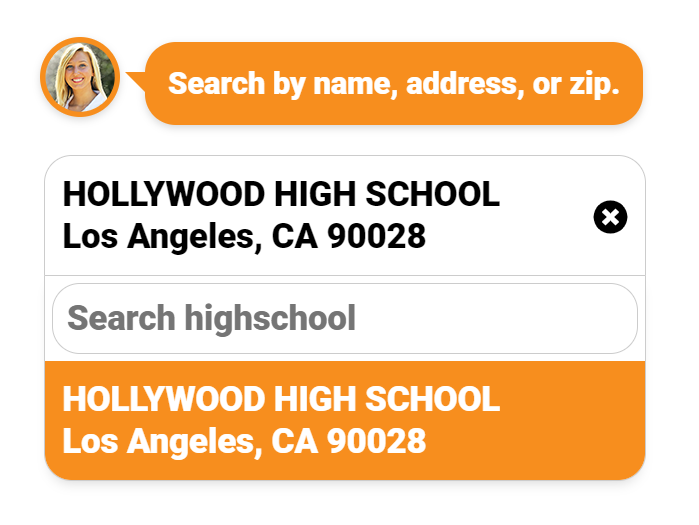 Search by name, address, or zip.
HOLLYWOOD HIGH SCHOOL
Los Angeles, CA 90028
Search highschool
HOLLYWOOD HIGH SCHOOL
Los Angeles, CA 90028